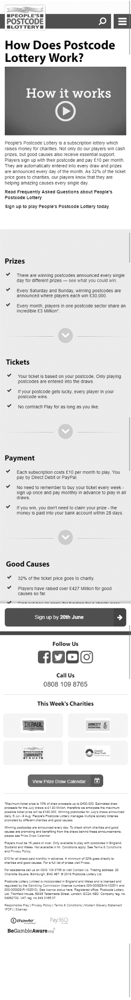 PEOPLE'S
POSTCODE
LOTTERY
How Does Postcode
Lottery Work?
How it works
People's Postcode Lottery is a subscription lottery which
raises money for charities. Not only do our players win cash
prizes, but good causes also receive essential support.
Players sign up with their postcode and pay £10 per month.
They are automatically entered into every draw and prizes
are announced every day of the month. As 32% of the ticket
price goes to charities, our players know that they are
helping amazing causes every single day.
Read Frequently Asked Questions about People's
Postcode Lottery
Sign up to play People's Postcode Lottery today
Prizes
There are winning postcodes announced every single
day for different prizes — see what you could win.
Every Saturday and Sunday, winning postcodes are
announced where players each win £30,000.
Every month, players in one postcode sector share an
incredible £3 Million*.
Tickets
Your ticket is based on your postcode. Only playing
postcodes are entered into the draws.
If your postcode gets lucky, every player in your
postcode wins.
No contract! Play for as long as you like.
Payment
Each subscription costs £10 per month to play. You
pay by Direct Debit or PayPal.
No need to remember to buy your ticket every week -
sign up once and pay monthly in advance to play in all
draws.
If you win, you don't need to claim your prize - the
money is paid into your bank account within 28 days.
Good Causes
32% of the ticket price goes to charity.
Players have raised over £427 Million for good
causes so far.
Find out how to apply for funding for a charity near
Sign up by 20th June
Follow Us
Call Us
0808 109 8765
This Week's Charities
DEPAUL
AMNESTY
INTERNATIONAL
POSTCODE
COMMUNITY
TRUST
Canal &
River Trust
View Prize Draw Calendar
*Maximum ticket prize is 10% of draw proceeds up to £400,000. Estimated draw
proceeds for the July draws is £1.80 Million, therefore we anticipate the maximum
possible ticket prize will be £180,000. Winning postcodes for July's draws announced
daily: 6 Jul - 9 Aug. People's Postcode Lottery manages multiple society lotteries
promoted by different charities and good causes.
Winning postcodes are announced every day. To check which charities and good
causes are promoting and benefiting from the draws behind these announcements,
please see Prize Draw Calendar.
Players must be 16 years or over. Only available to play with postcodes in England,
Scotland and Wales. Not available in NI. Conditions apply. See Terms & Conditions
and Privacy Policy.
£10 for all draws paid monthly in advance. A minimum of 32% goes directly to
charities and good causes. For a full list of prizes visit Prizes.
For assistance call us on 0808 109 8765 or visit Contact Us. Trading address: 28
Charlotte Square, Edinburgh, EH2 4ET. © 2019 Postcode Lottery Ltd.
Postcode Lottery Limited is incorporated in England and Wales and is licensed and
regulated by the Gambling Commission (licence numbers 000-000829-N-102511 and
000-000829-R-102513). See licence status here. Registered office: Postcode Lottery
Ltd, Titchfield House, 69/85 Tabernacle Street, London, EC2A 4BD. Company reg. no.
04862732. VAT reg. no 848 3165 07.
Responsible Play | Privacy Policy | Terms & Conditions | Modern Slavery Statement
(PDF) | Sitemap
thawte
Pay360
BeGambleAware.org